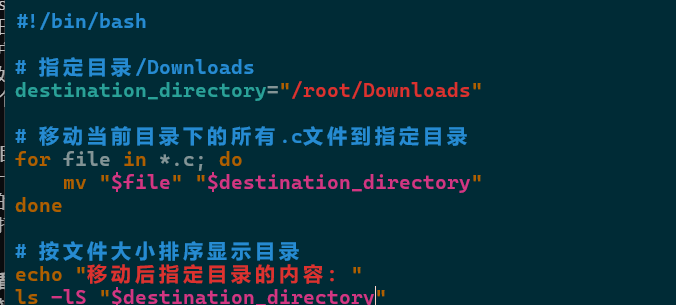 #!/bin/bash
# 指定目录/Downloads
destination_directory="/root/Downloads"
# 移动当前目录下的所有.c文件到指定目录
for file in *.c; do
    mv "$file" "$destination_directory"
done
# 按文件大小排序显示目录
echo "移动后指定目录的内容："
ls -lS "$destination_directory"